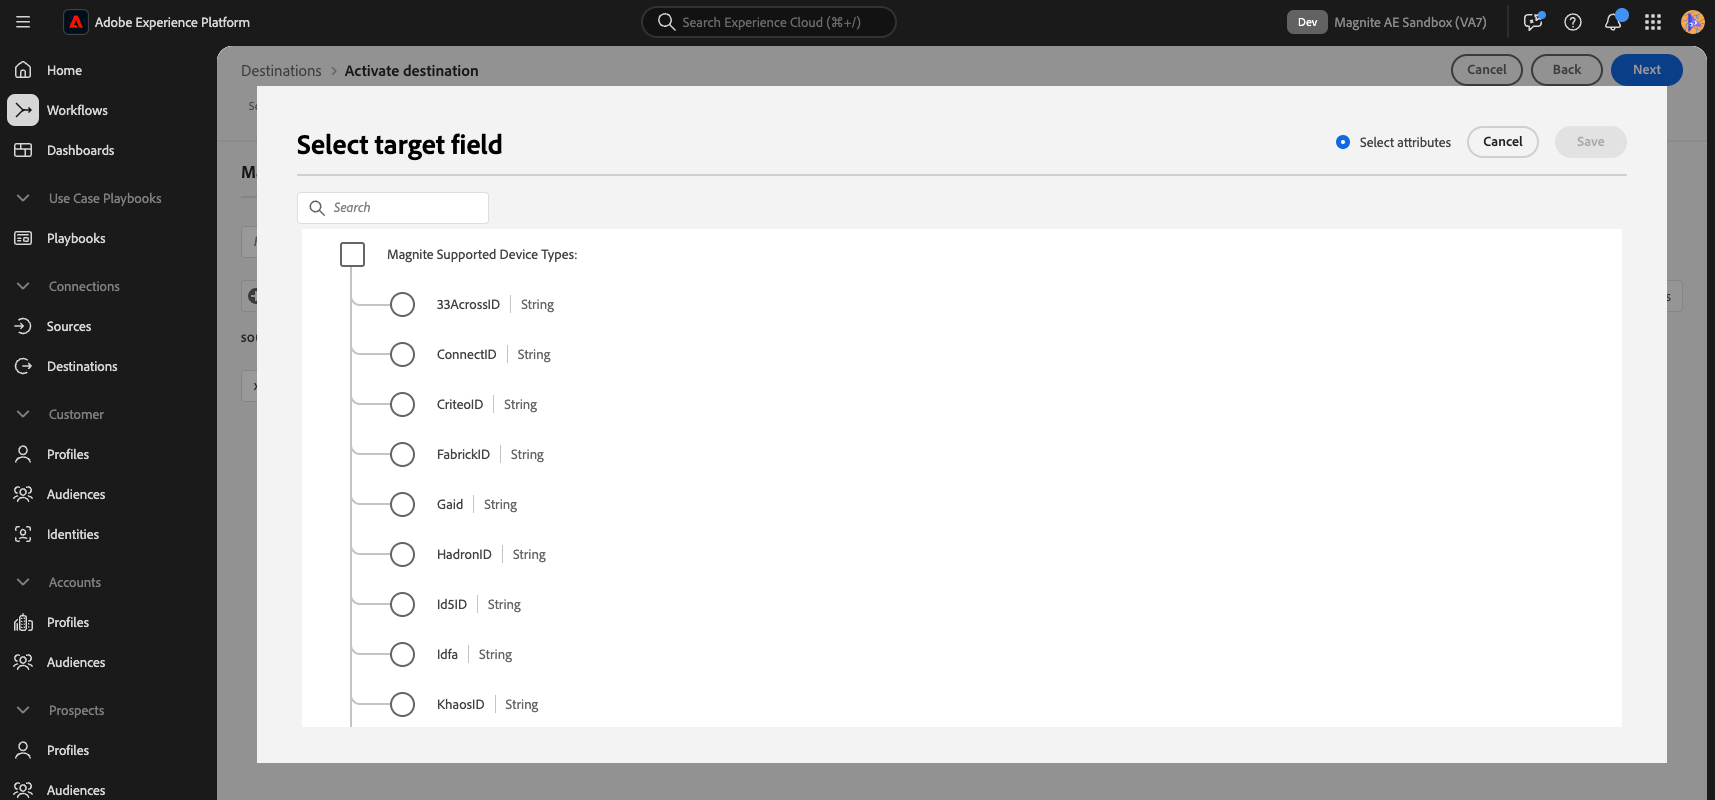 Adobe Experience Platform
Search Experience Cloud (⌘+/)
Dev
Magnite AE Sandbox (VA7)
Home
Workflows
Dashboards
Use Case Playbooks
Playbooks
Connections
Sources
Destinations
Customer
Profiles
Audiences
Identities
Accounts
Profiles
Audiences
Prospects
Profiles
Audiences
Destinations > Activate destination
Cancel
Back
Next
Select target field
Select attributes
Cancel
Save
Search
Magnite Supported Device Types:
33AcrossID | String
ConnectID | String
CriteoID | String
FabrickID | String
Gaid | String
HadronID | String
Id5ID | String
Idfa | String
KhaosID | String